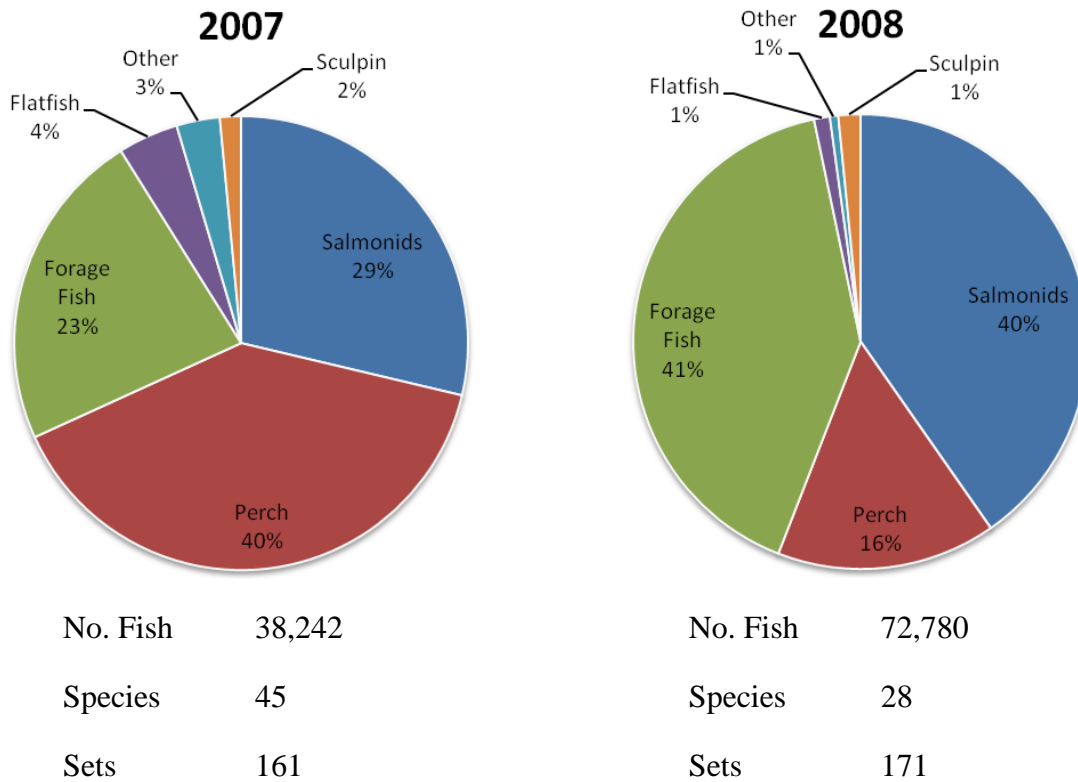 2007
Other
3%
Sculpin
2%
Flatfish
4%
Salmonids
29%
Forage
Fish
23%
Perch
40%
No. Fish 38,242
Species 45
Sets 161
2008
Other
1%
Sculpin
1%
Flatfish
1%
Salmonids
40%
Forage
Fish
41%
Perch
16%
No. Fish 72,780
Species 28
Sets 171